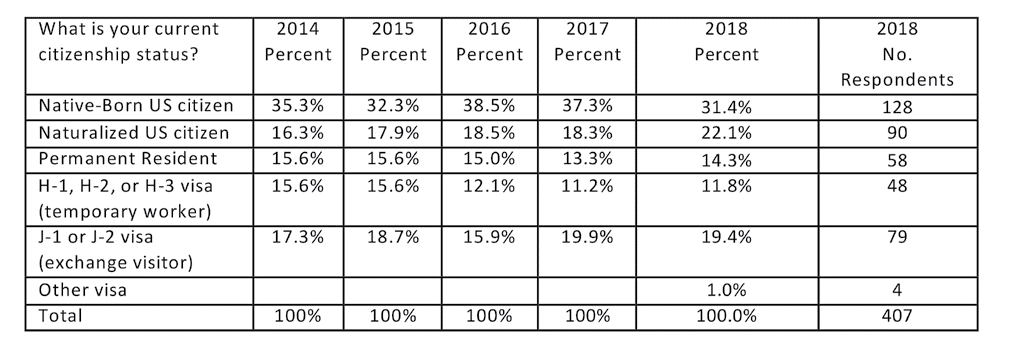 What is your current citizenship status? 2014 Percent 2015 Percent 2016 Percent 2017 Percent 2018 Percent 2018 No. Respondents
Native-Born US citizen 35.3% 32.3% 38.5% 37.3% 31.4% 128
Naturalized US citizen 16.3% 17.9% 18.5% 18.3% 22.1% 90
Permanent Resident 15.6% 15.6% 15.0% 13.3% 14.3% 58
H-1, H-2, or H-3 visa (temporary worker) 15.6% 15.6% 12.1% 11.2% 11.8% 48
J-1 or J-2 visa (exchange visitor) 17.3% 18.7% 15.9% 19.9% 19.4% 79
Other visa 1.0% 4
Total 100% 100% 100% 100% 100.0% 407